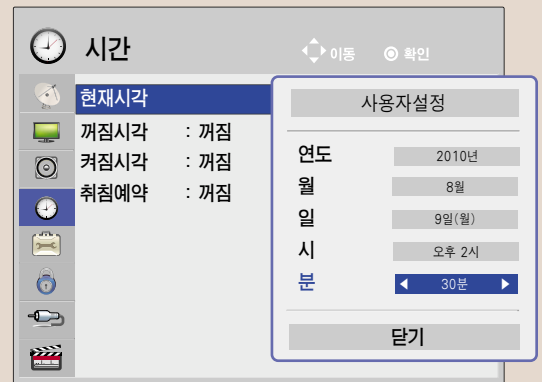 시간
이동 확인
현재시각
꺼짐시각 : 꺼짐
켜짐시각 : 꺼짐
취침예약 : 꺼짐
사용자설정
연도 2010년
월 8월
일 9일(월)
시 오후 2시
분 ◀ 30분 ▶
닫기